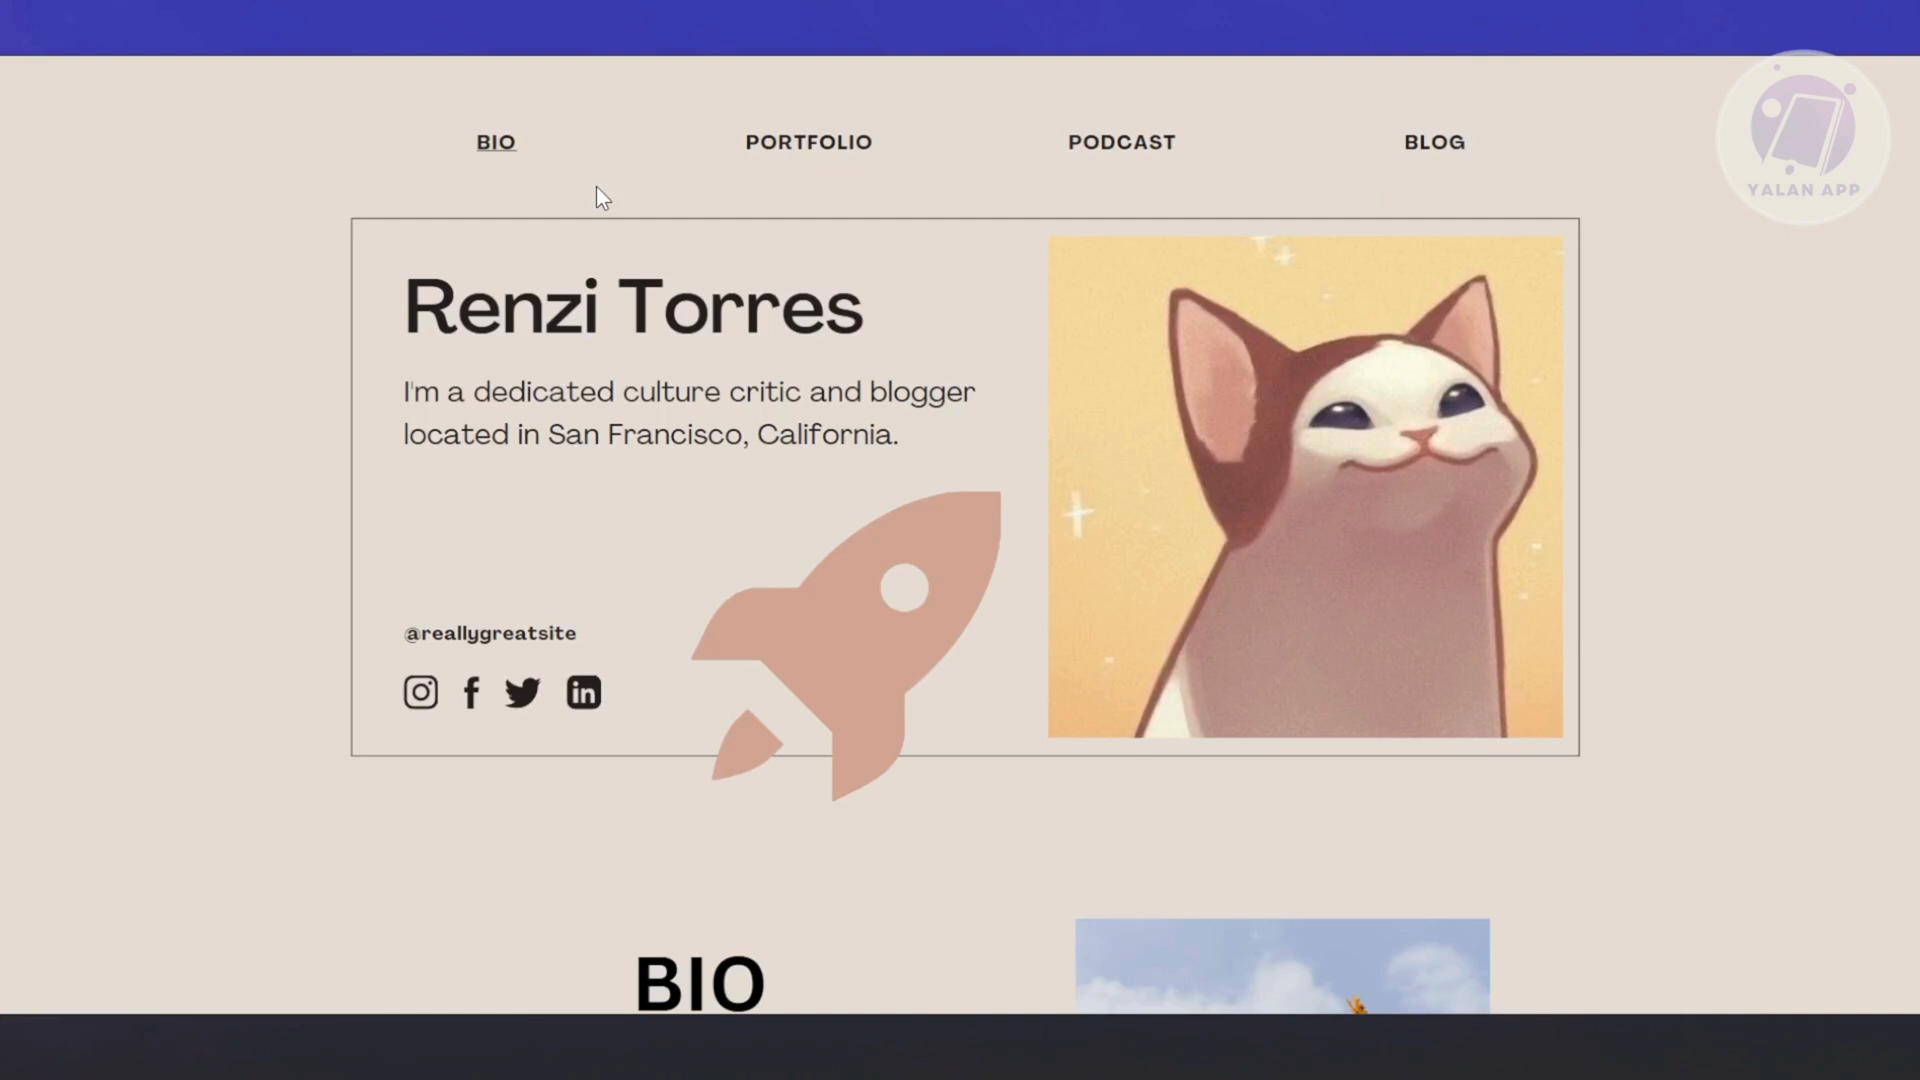 BIO
PORTFOLIO
PODCAST
BLOG
YALAN APP
Renzi Torres
I'm a dedicated culture critic and blogger
located in San Francisco, California.
@reallygreatsite
BIO